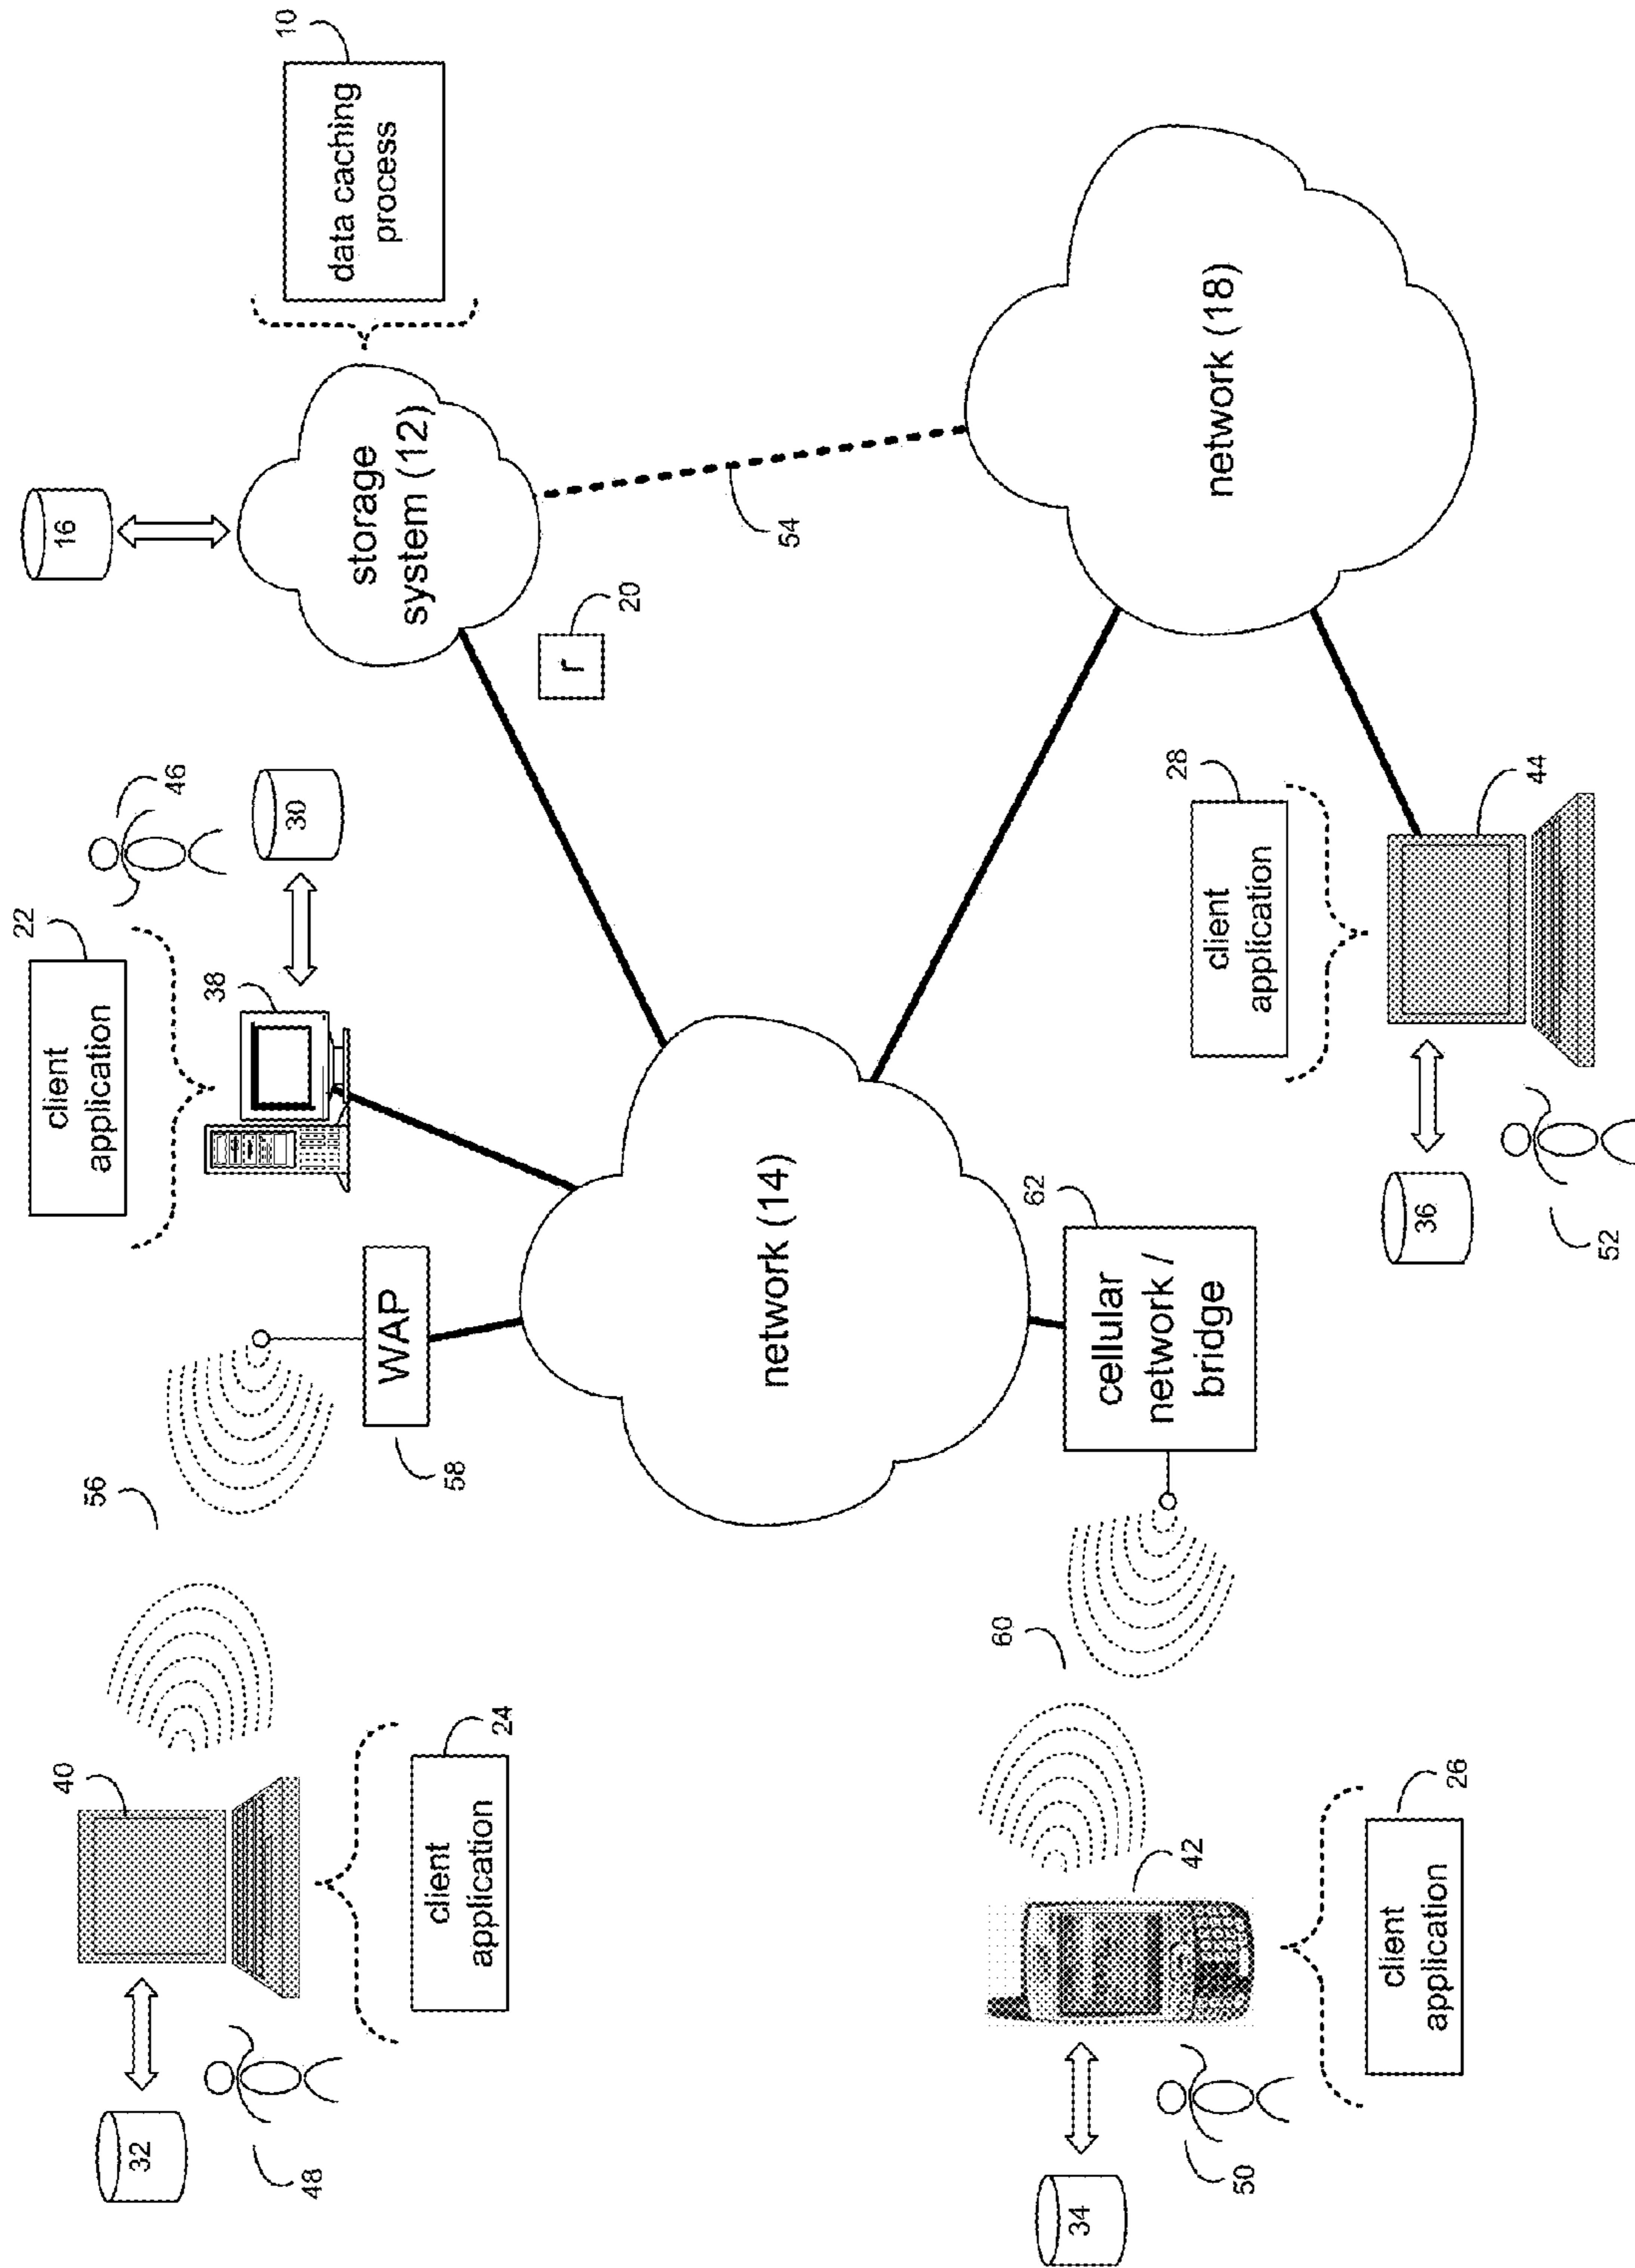 32
48
40
client
application
24
56
WAP
58
client
application
22
38
46
30
16
storage
system (12)
data caching
process
10
r
20
54
network (14)
network (18)
34
50
42
client
application
26
60
cellular
network /
bridge
62
36
52
client
application
28
44